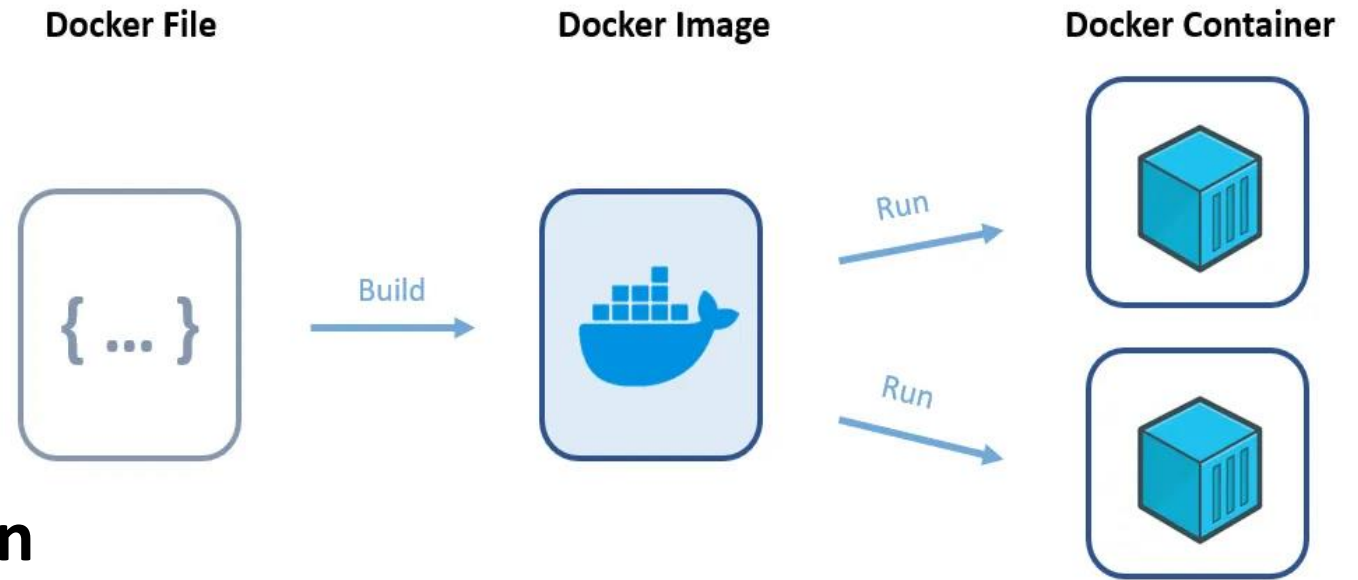 Docker File
Docker Image
Docker Container
{ ... }
Build
Run
Run
n